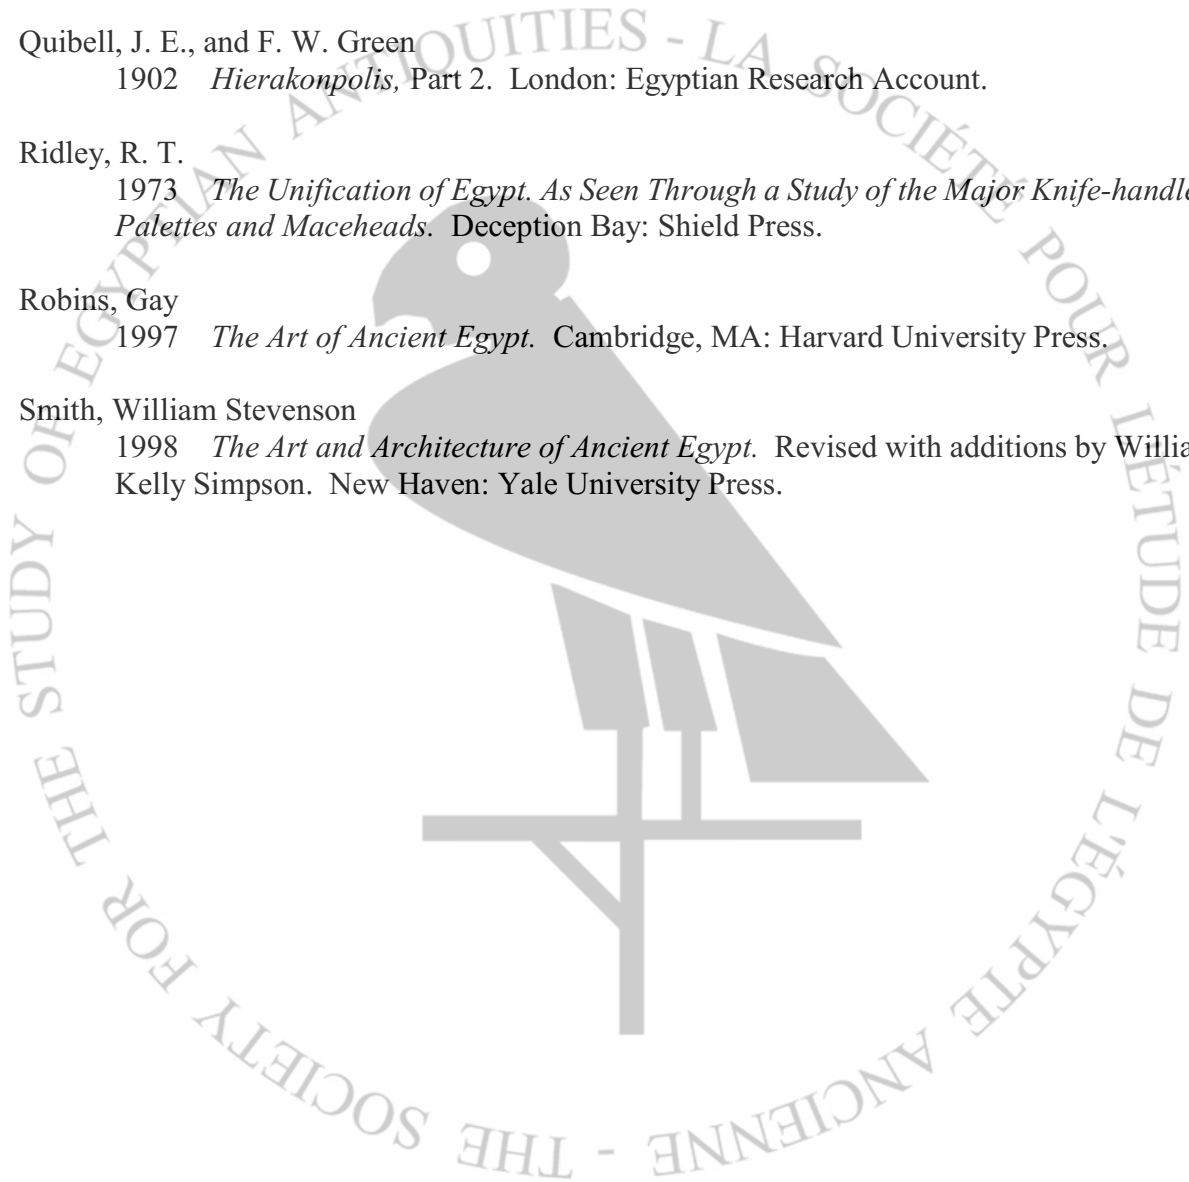 Quibell, J. E., and F. W. Green
1902 Hierakonpolis, Part 2. London: Egyptian Research Account.
Ridley, R. T.
1973 The Unification of Egypt. As Seen Through a Study of the Major Knife-handle
Palettes and Maceheads. Deception Bay: Shield Press.
Robins, Gay
1997 The Art of Ancient Egypt. Cambridge, MA: Harvard University Press.
Smith, William Stevenson
1998 The Art and Architecture of Ancient Egypt. Revised with additions by Willia
Kelly Simpson. New Haven: Yale University Press.
THE SOCIETY FOR THE STUDY OF EGYPTIAN ANTIQUITIES - LA SOCIÉTÉ POUR L'ÉTUDE DE L'ÉGYPTE ANCIENNE -